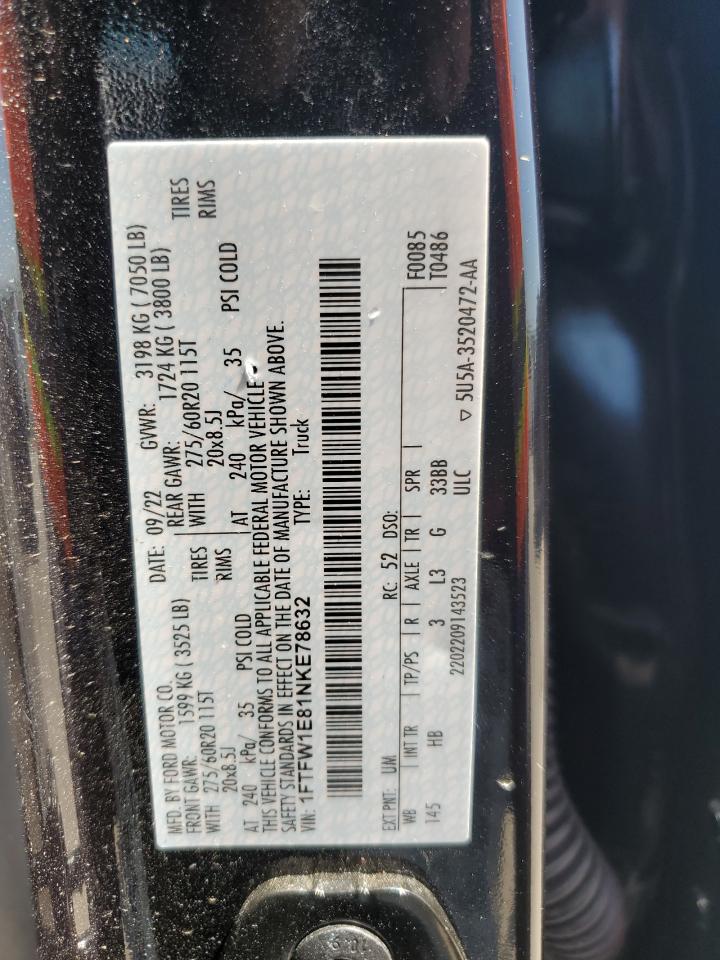 MFD. BY FORD MOTOR CO.
DATE: 09/22 GVWR: 3198 KG ( 7050 LB)
FRONT GAWR: 1599 KG ( 3525 LB)
REAR GAWR: 1724 KG ( 3800 LB)
WITH 275/60R20 115T TIRES
WITH 275/60R20 115T TIRES
20x8.5J RIMS
20x8.5J RIMS
AT 240 kPa/ 35 PSI COLD
AT 240 kPa/ 35 PSI COLD
THIS VEHICLE CONFORMS TO ALL APPLICABLE FEDERAL MOTOR VEHICLE
SAFETY STANDARDS IN EFFECT ON THE DATE OF MANUFACTURE SHOWN ABOVE.
VIN: 1FTFW1E81NKE78632 TYPE: Truck
EXT PNT: UM RC: 52 DSO: F0085
WB INT TR TP/PS R AXLE TR SPR T0486
145 HB 3 L3 G 33BB
2202209143523 ULC
▽ 5U5A-3520472-AA